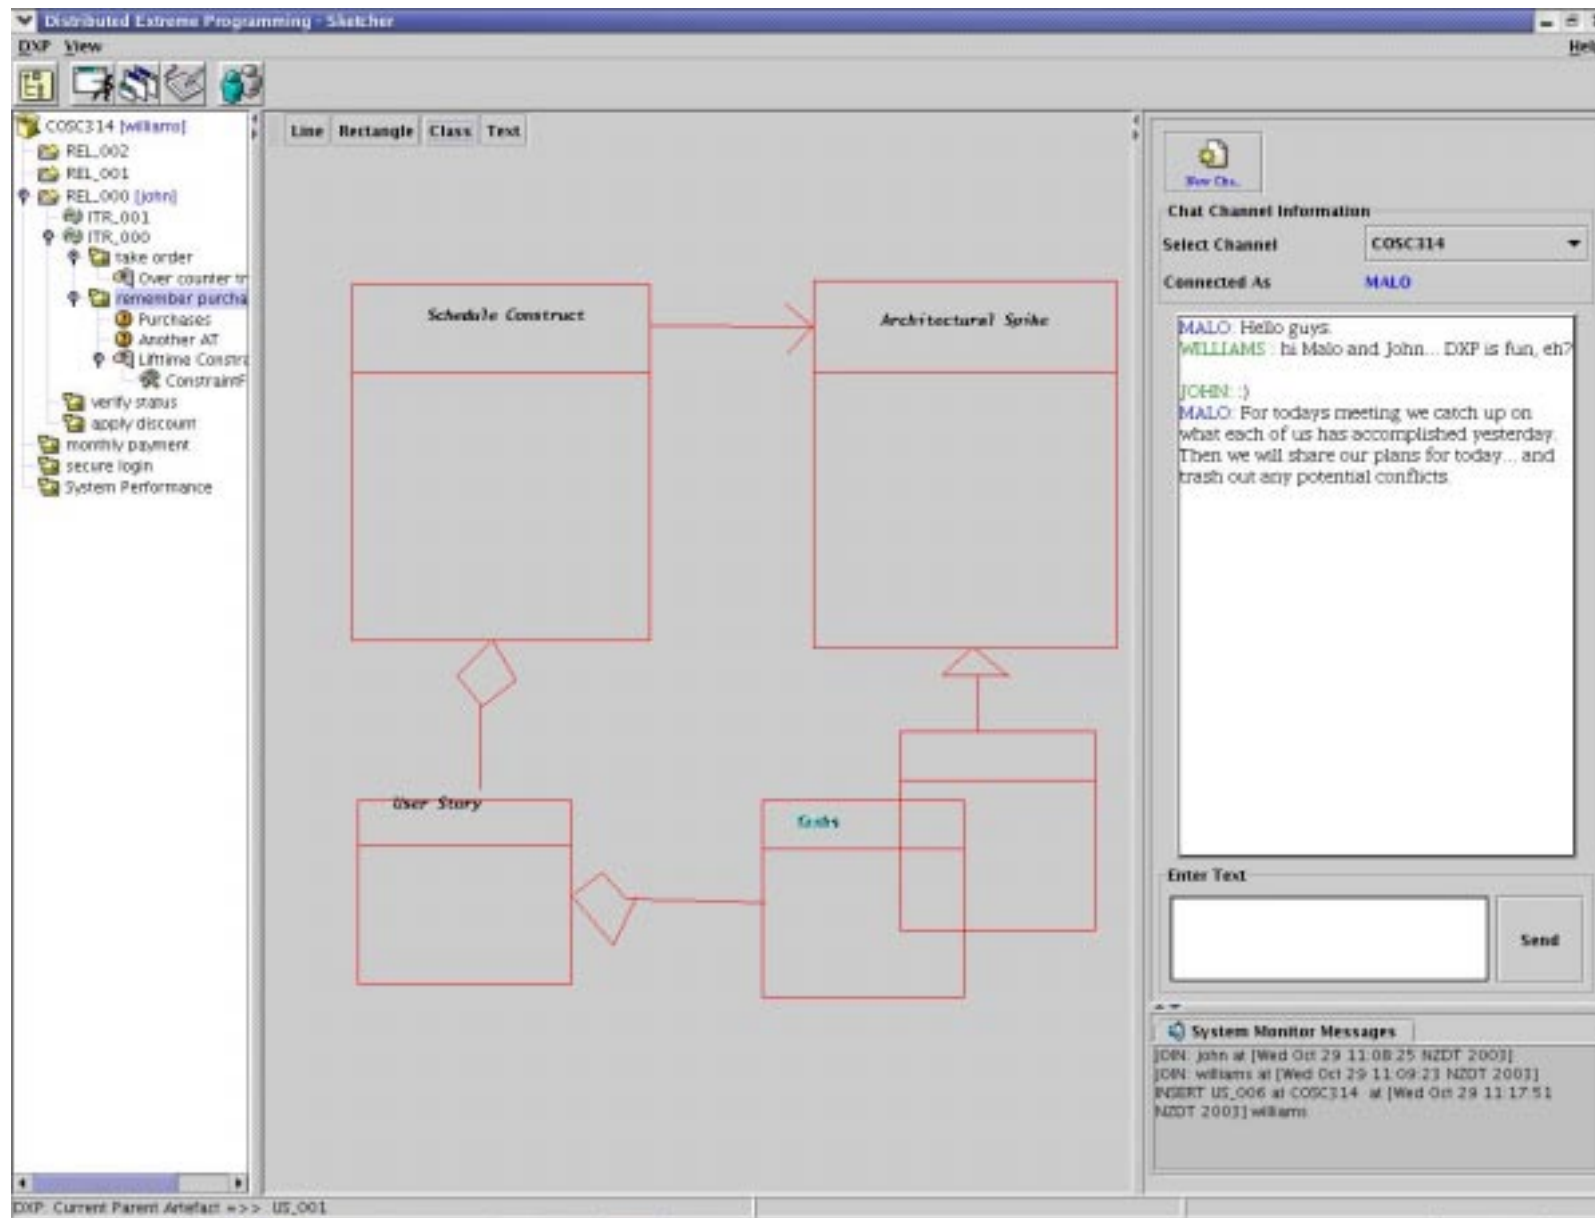 Distributed Extreme Programming - Sketcher
DXP View
Help
COSC314 [williams]
REL_002
REL_001
REL_000 [john]
ITR_001
ITR_000
take order
Over counter tr
remember purcha
Purchases
Another AT
Liftime Constra
ConstraintF
verify status
apply discount
monthly payment
secure login
System Performance
Line Rectangle Class Text
Schedule Construct
Architectural Spike
User Story
Tasks
New Cha..
Chat Channel Information
Select Channel COSC314
Connected As MALO
MALO: Hello guys.
WILLIAMS : hi Malo and John... DXP is fun, eh?
JOHN: :)
MALO: For todays meeting we catch up on
what each of us has accomplished yesterday.
Then we will share our plans for today... and
trash out any potential conflicts.
Enter Text
Send
System Monitor Messages
JOIN: john at [Wed Oct 29 11:08:25 NZDT 2003]
JOIN: williams at [Wed Oct 29 11:09:23 NZDT 2003]
INSERT US_006 at COSC314 at [Wed Oct 29 11:17:51
NZDT 2003] williams
DXP: Current Parent Artefact =>> US_001